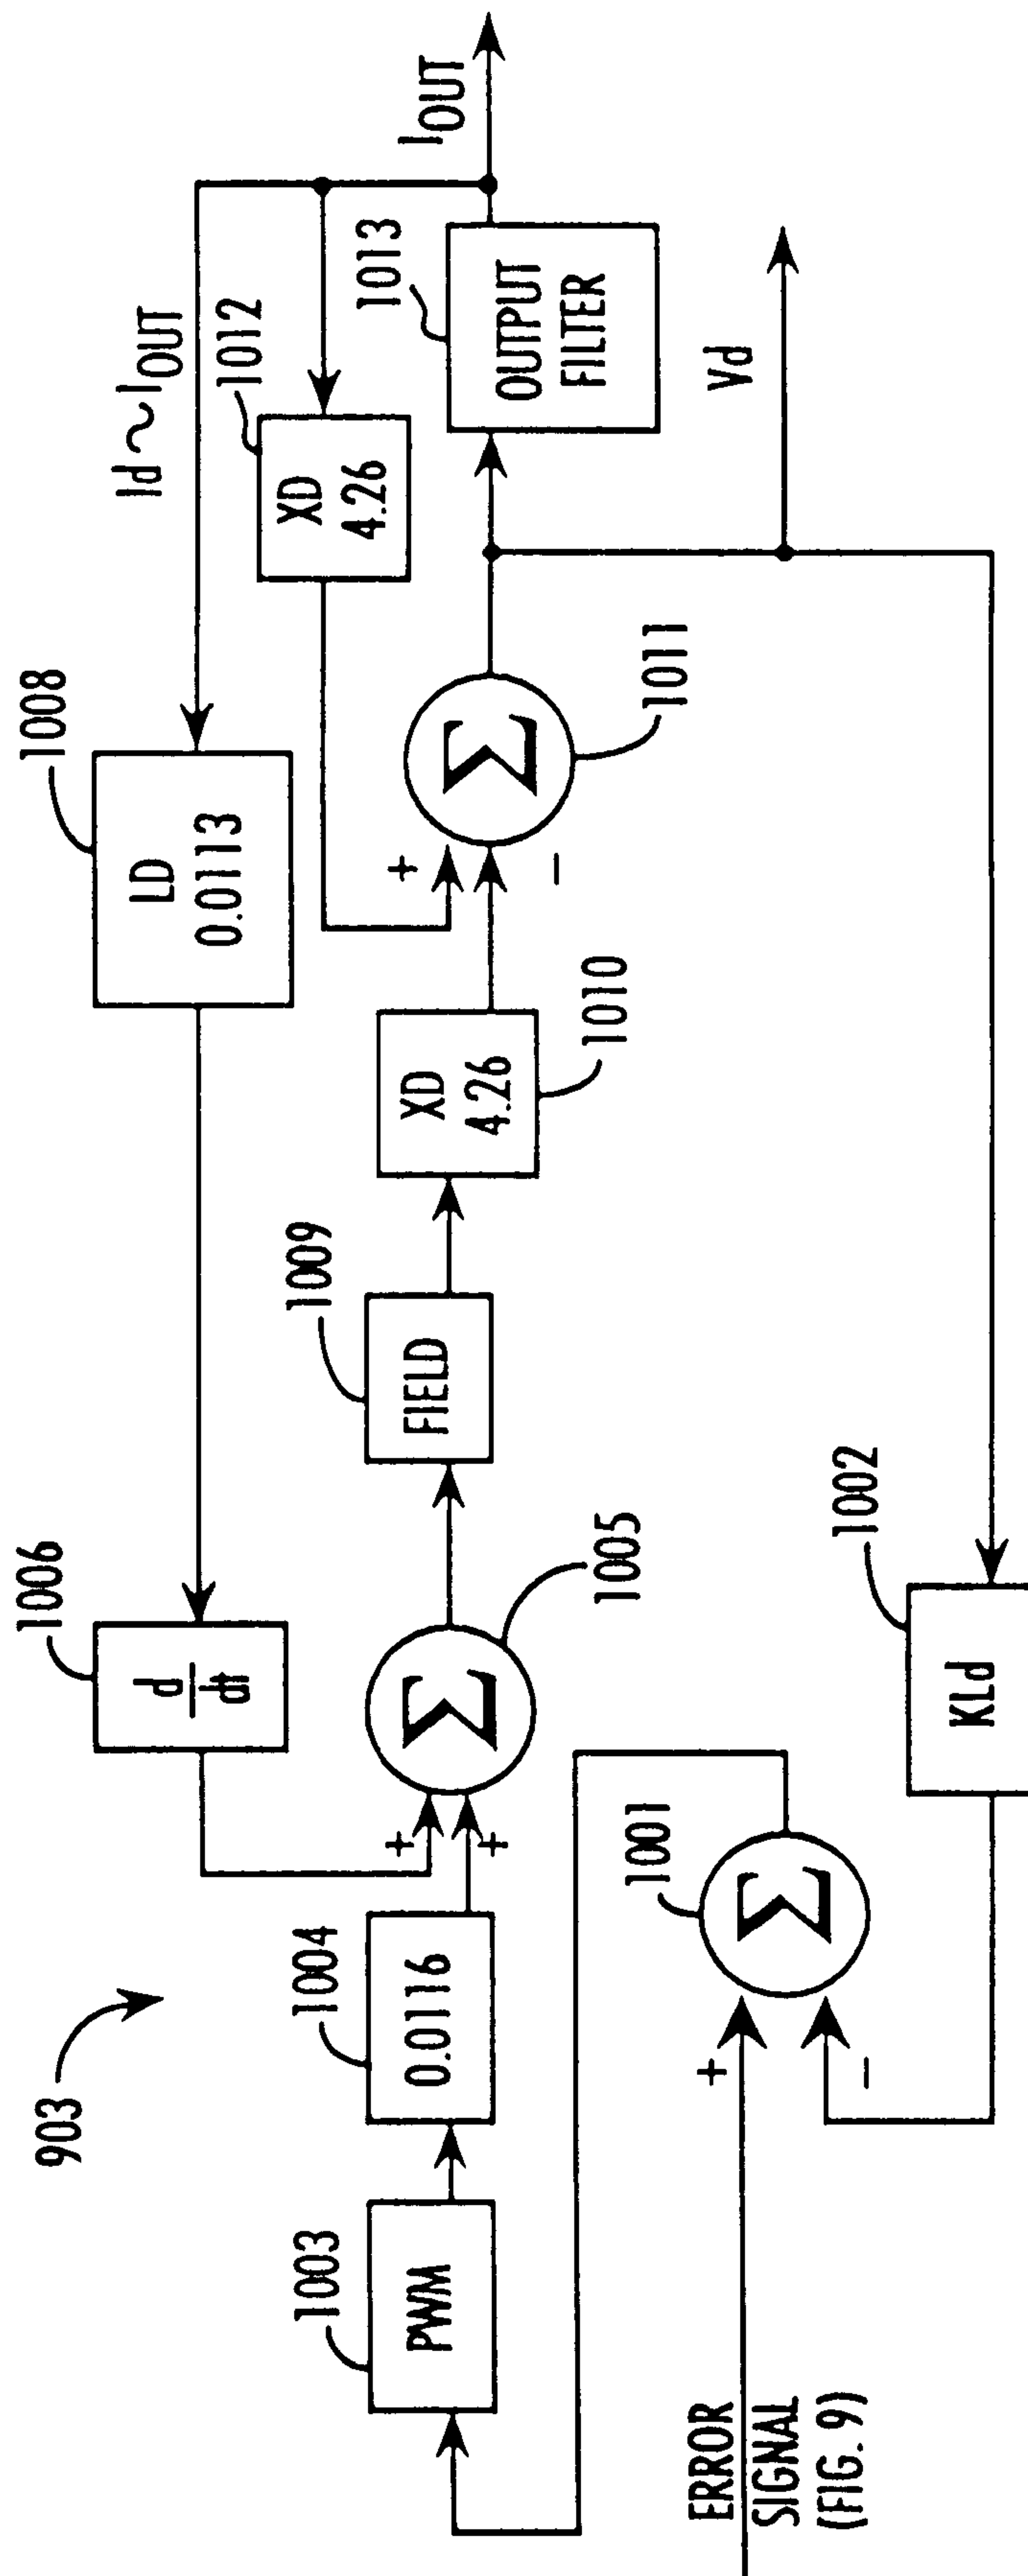 903
1006
d
dt
1008
LD
0.0113
Id ~ IOUT
1012
XD
4.26
IOUT
1003
PWM
1004
0.0116
+
+
1005
1009
FIELD
1010
XD
4.26
+
−
Σ
Σ
1011
1013
OUTPUT
FILTER
Vd
ERROR
SIGNAL
(FIG. 9)
+
−
1001
Σ
1002
KLd